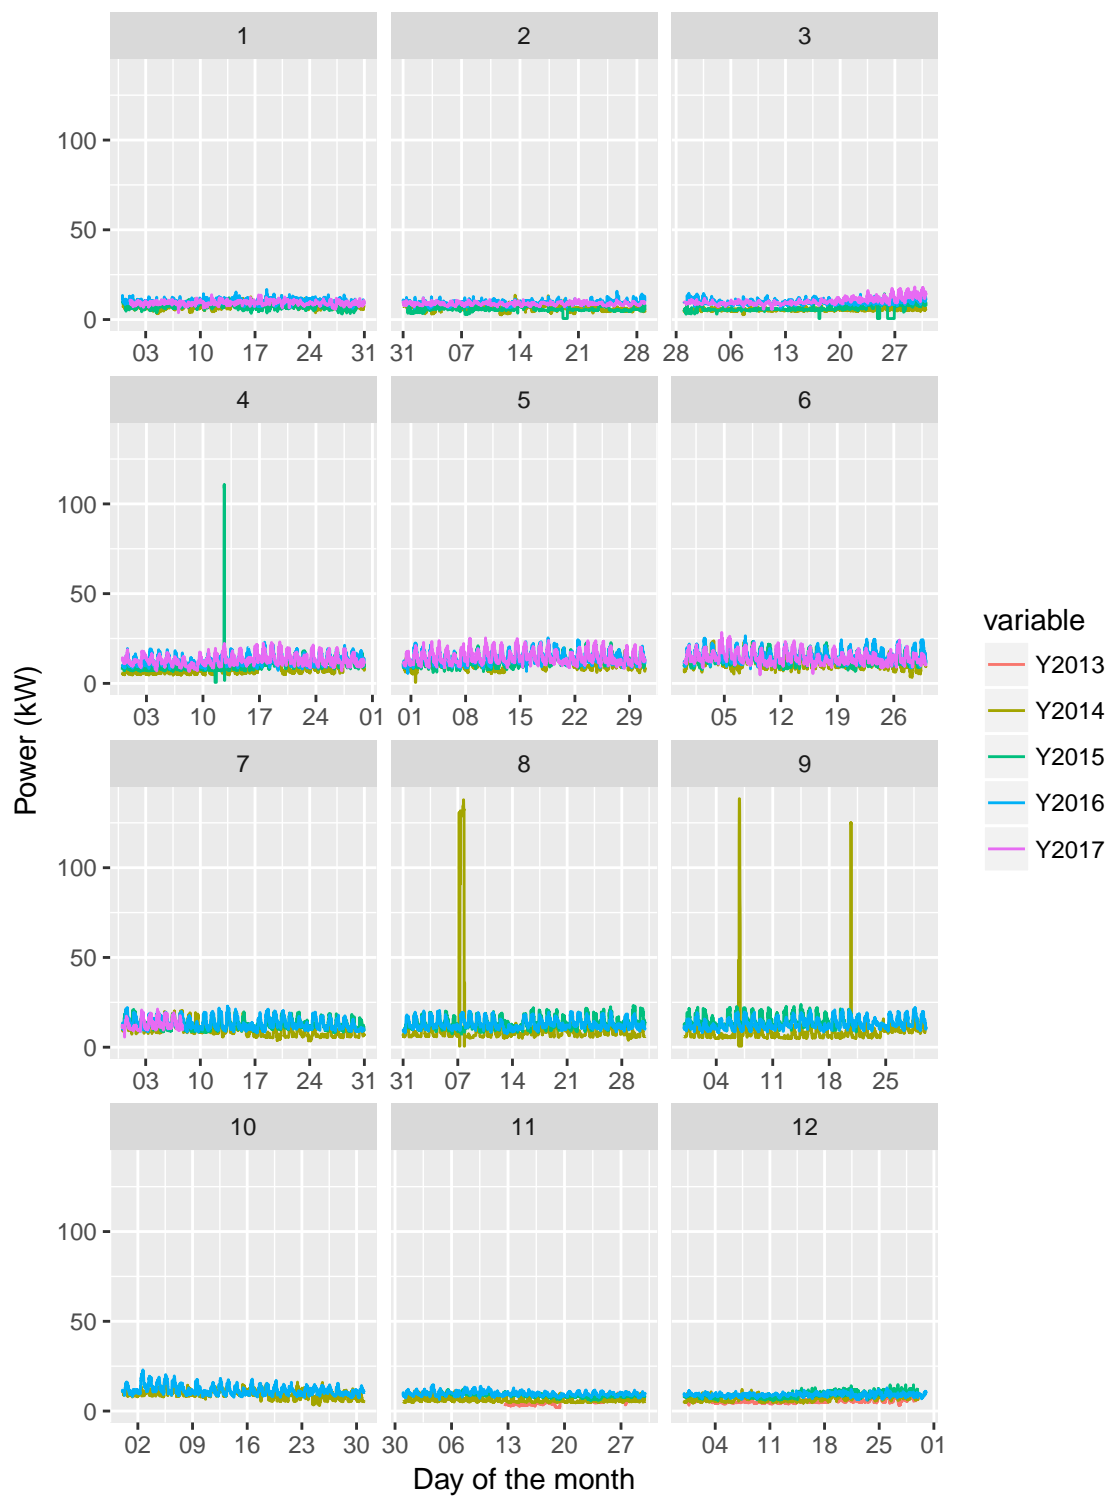 1 2 3
100
50
0
03 10 17 24 31 31 07 14 21 28 28 06 13 20 27
4 5 6
100
50
0
03 10 17 24 01 01 08 15 22 29 05 12 19 26
7 8 9
100
50
0
03 10 17 24 31 31 07 14 21 28 04 11 18 25
10 11 12
100
50
0
02 09 16 23 30 30 06 13 20 27 04 11 18 25 01
Day of the month
Power (kW)
variable
Y2013
Y2014
Y2015
Y2016
Y2017